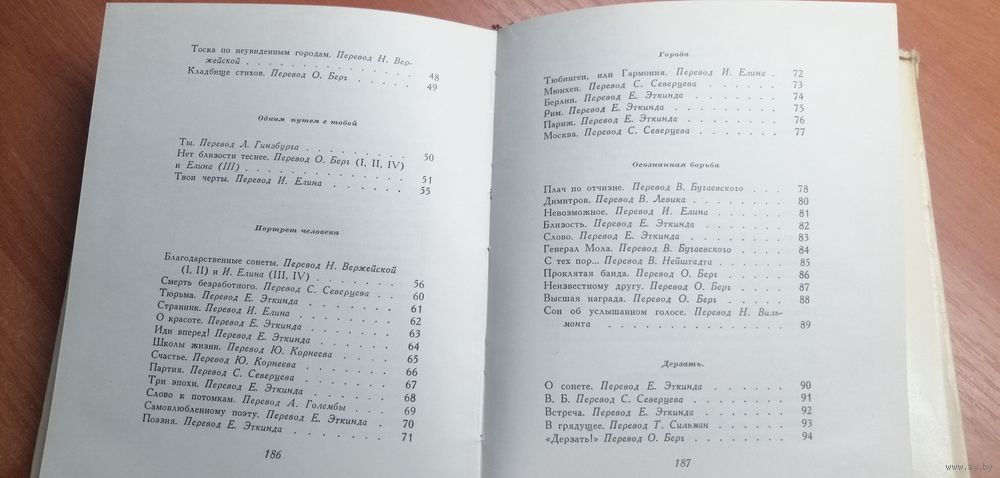 Тоска по неувиденным городам. Перевод Н. Вер-
жейской . . . . . . . . . . . . . 48
Кладбище стихов. Перевод О. Берг . . . . . . 49
Одним путем с тобой
Ты. Перевод Л. Гинзбурга . . . . . . . . 50
Нет близости теснее. Перевод О. Берг (I, II, IV)
и Елина (III) . . . . . . . . . . . . 51
Твои черты. Перевод И. Елина . . . . . . . 55
Портрет человека
Благодарственные сонеты. Перевод Н. Вержейской
(I, II) и И. Елина (III, IV) . . . . . . . 56
Смерть безработного. Перевод С. Северцева . . . 60
Тюрьма. Перевод Е. Эткинда . . . . . . . 61
Странник. Перевод И. Елина . . . . . . . 62
О красоте. Перевод Е. Эткинда . . . . . . . 63
Иди вперед! Перевод Е. Эткинда . . . . . . 64
Школы жизни. Перевод Ю. Корнеева . . . . . 65
Счастье. Перевод Ю. Корнеева . . . . . . . 66
Партия. Перевод С. Северцева . . . . . . . 67
Три эпохи. Перевод Е. Эткинда . . . . . . . 68
Слово к потомкам. Перевод А. Голембы . . . . 69
Самовлюбленному поэту. Перевод Е. Эткинда . . . 70
Поэзия. Перевод Е. Эткинда . . . . . . . . 71
186
Города
Тюбинген, или Гармония. Перевод И. Елина . . 72
Мюнхен. Перевод С. Северцева . . . . . . 73
Берлин. Перевод Е. Эткинда . . . . . . . 74
Рим. Перевод Е. Эткинда . . . . . . . . 75
Париж. Перевод Е. Эткинда . . . . . . . 76
Москва. Перевод С. Северцева . . . . . . 77
Осознанная борьба
Плач по отчизне. Перевод В. Бугаевского . . . 78
Димитров. Перевод В. Левика . . . . . . . 80
Невозможное. Перевод И. Елина . . . . . . 81
Близость. Перевод Е. Эткинда . . . . . . . 82
Слово. Перевод Е. Эткинда . . . . . . . . 83
Генерал Мола. Перевод В. Бугаевского . . . . 84
С тех пор... Перевод В. Нейштадта . . . . . 85
Проклятая банда. Перевод О. Берг . . . . . 86
Неизвестному другу. Перевод О. Берг . . . . 87
Высшая награда. Перевод О. Берг . . . . . 88
Сон об услышанном голосе. Перевод Н. Виль-
монта . . . . . . . . . . . . . . 89
Дерзать.
О сонете. Перевод Е. Эткинда . . . . . . . 90
В. Б. Перевод С. Северцева . . . . . . . 91
Встреча. Перевод Е. Эткинда . . . . . . . 92
В грядущее. Перевод Т. Сильман . . . . . . 93
«Дерзать!» Перевод О. Берг . . . . . . . 94
187
www.ay.by